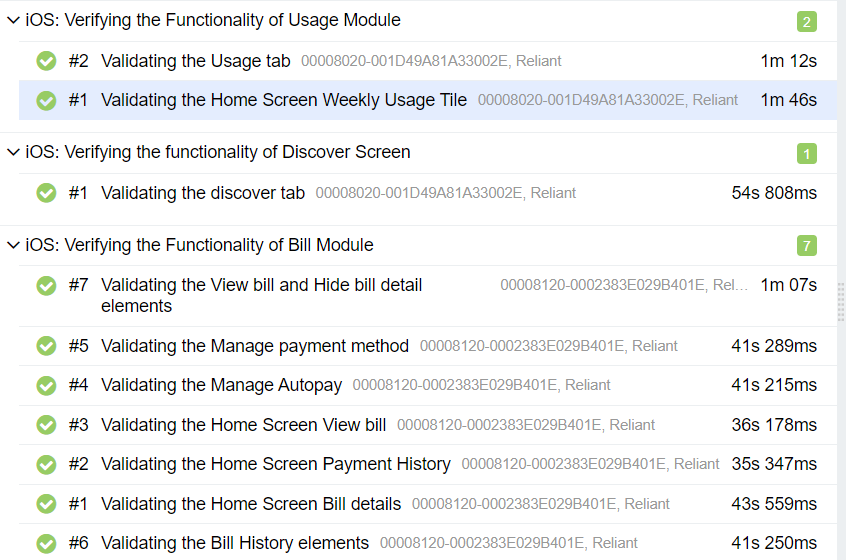 iOS: Verifying the Functionality of Usage Module 2
#2 Validating the Usage tab 00008020-001D49A81A33002E, Reliant 1m 12s
#1 Validating the Home Screen Weekly Usage Tile 00008020-001D49A81A33002E, Reliant 1m 46s
iOS: Verifying the functionality of Discover Screen 1
#1 Validating the discover tab 00008020-001D49A81A33002E, Reliant 54s 808ms
iOS: Verifying the Functionality of Bill Module 7
#7 Validating the View bill and Hide bill detail 00008120-0002383E029B401E, Rel... 1m 07s
elements
#5 Validating the Manage payment method 00008120-0002383E029B401E, Reliant 41s 289ms
#4 Validating the Manage Autopay 00008120-0002383E029B401E, Reliant 41s 215ms
#3 Validating the Home Screen View bill 00008120-0002383E029B401E, Reliant 36s 178ms
#2 Validating the Home Screen Payment History 00008120-0002383E029B401E, Reliant 35s 347ms
#1 Validating the Home Screen Bill details 00008120-0002383E029B401E, Reliant 43s 559ms
#6 Validating the Bill History elements 00008120-0002383E029B401E, Reliant 41s 250ms